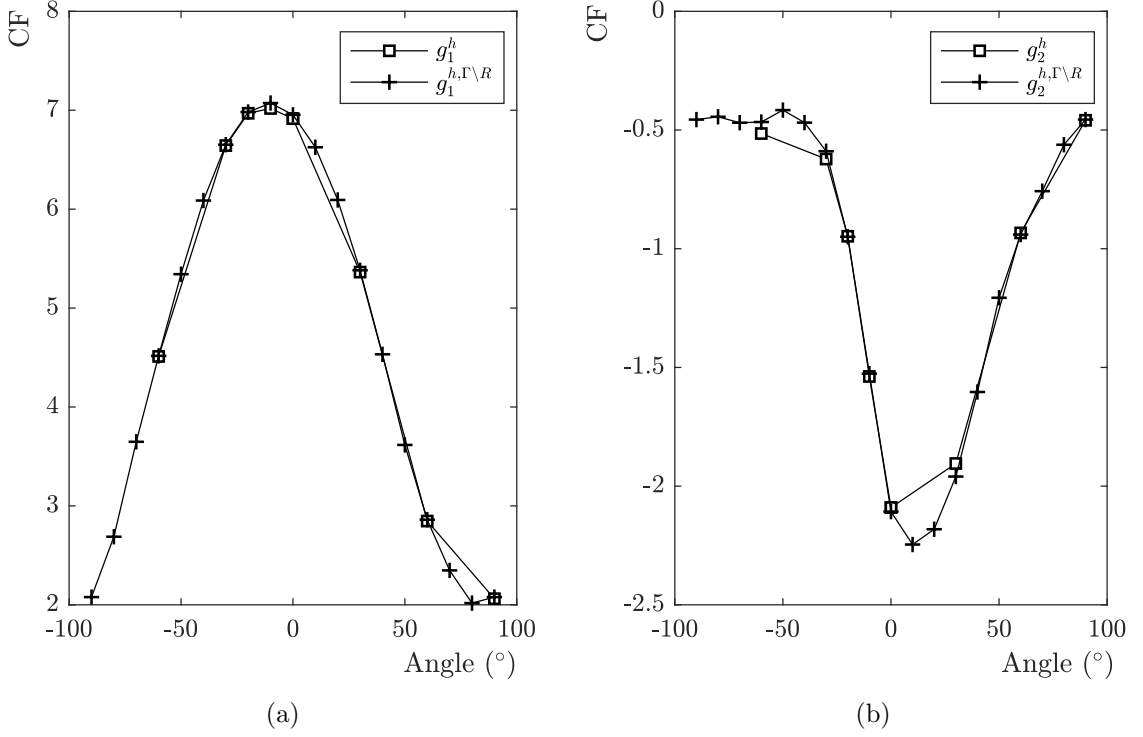 CF
8
7
6
5
4
3
2
-100
-50
0
50
100
Angle (°)
g_1^h
g_1^{h,Γ\R}
(a)
CF
0
-0.5
-1
-1.5
-2
-2.5
-100
-50
0
50
100
Angle (°)
g_2^h
g_2^{h,Γ\R}
(b)